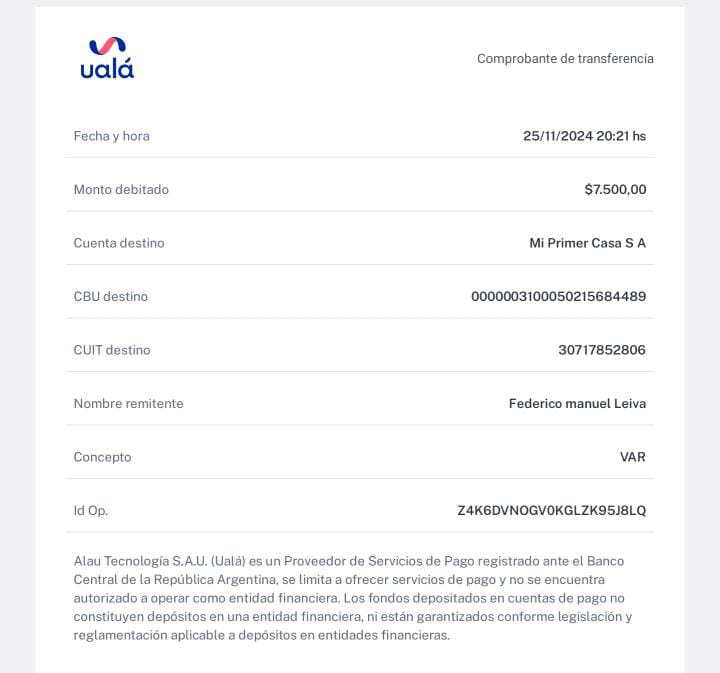 ualá
Comprobante de transferencia
Fecha y hora 25/11/2024 20:21 hs
Monto debitado $7.500,00
Cuenta destino Mi Primer Casa S A
CBU destino 0000003100050215684489
CUIT destino 30717852806
Nombre remitente Federico manuel Leiva
Concepto VAR
Id Op. Z4K6DVNOGV0KGLZK95J8LQ
Alau Tecnología S.A.U. (Ualá) es un Proveedor de Servicios de Pago registrado ante el Banco
Central de la República Argentina, se limita a ofrecer servicios de pago y no se encuentra
autorizado a operar como entidad financiera. Los fondos depositados en cuentas de pago no
constituyen depósitos en una entidad financiera, ni están garantizados conforme legislación y
reglamentación aplicable a depósitos en entidades financieras.